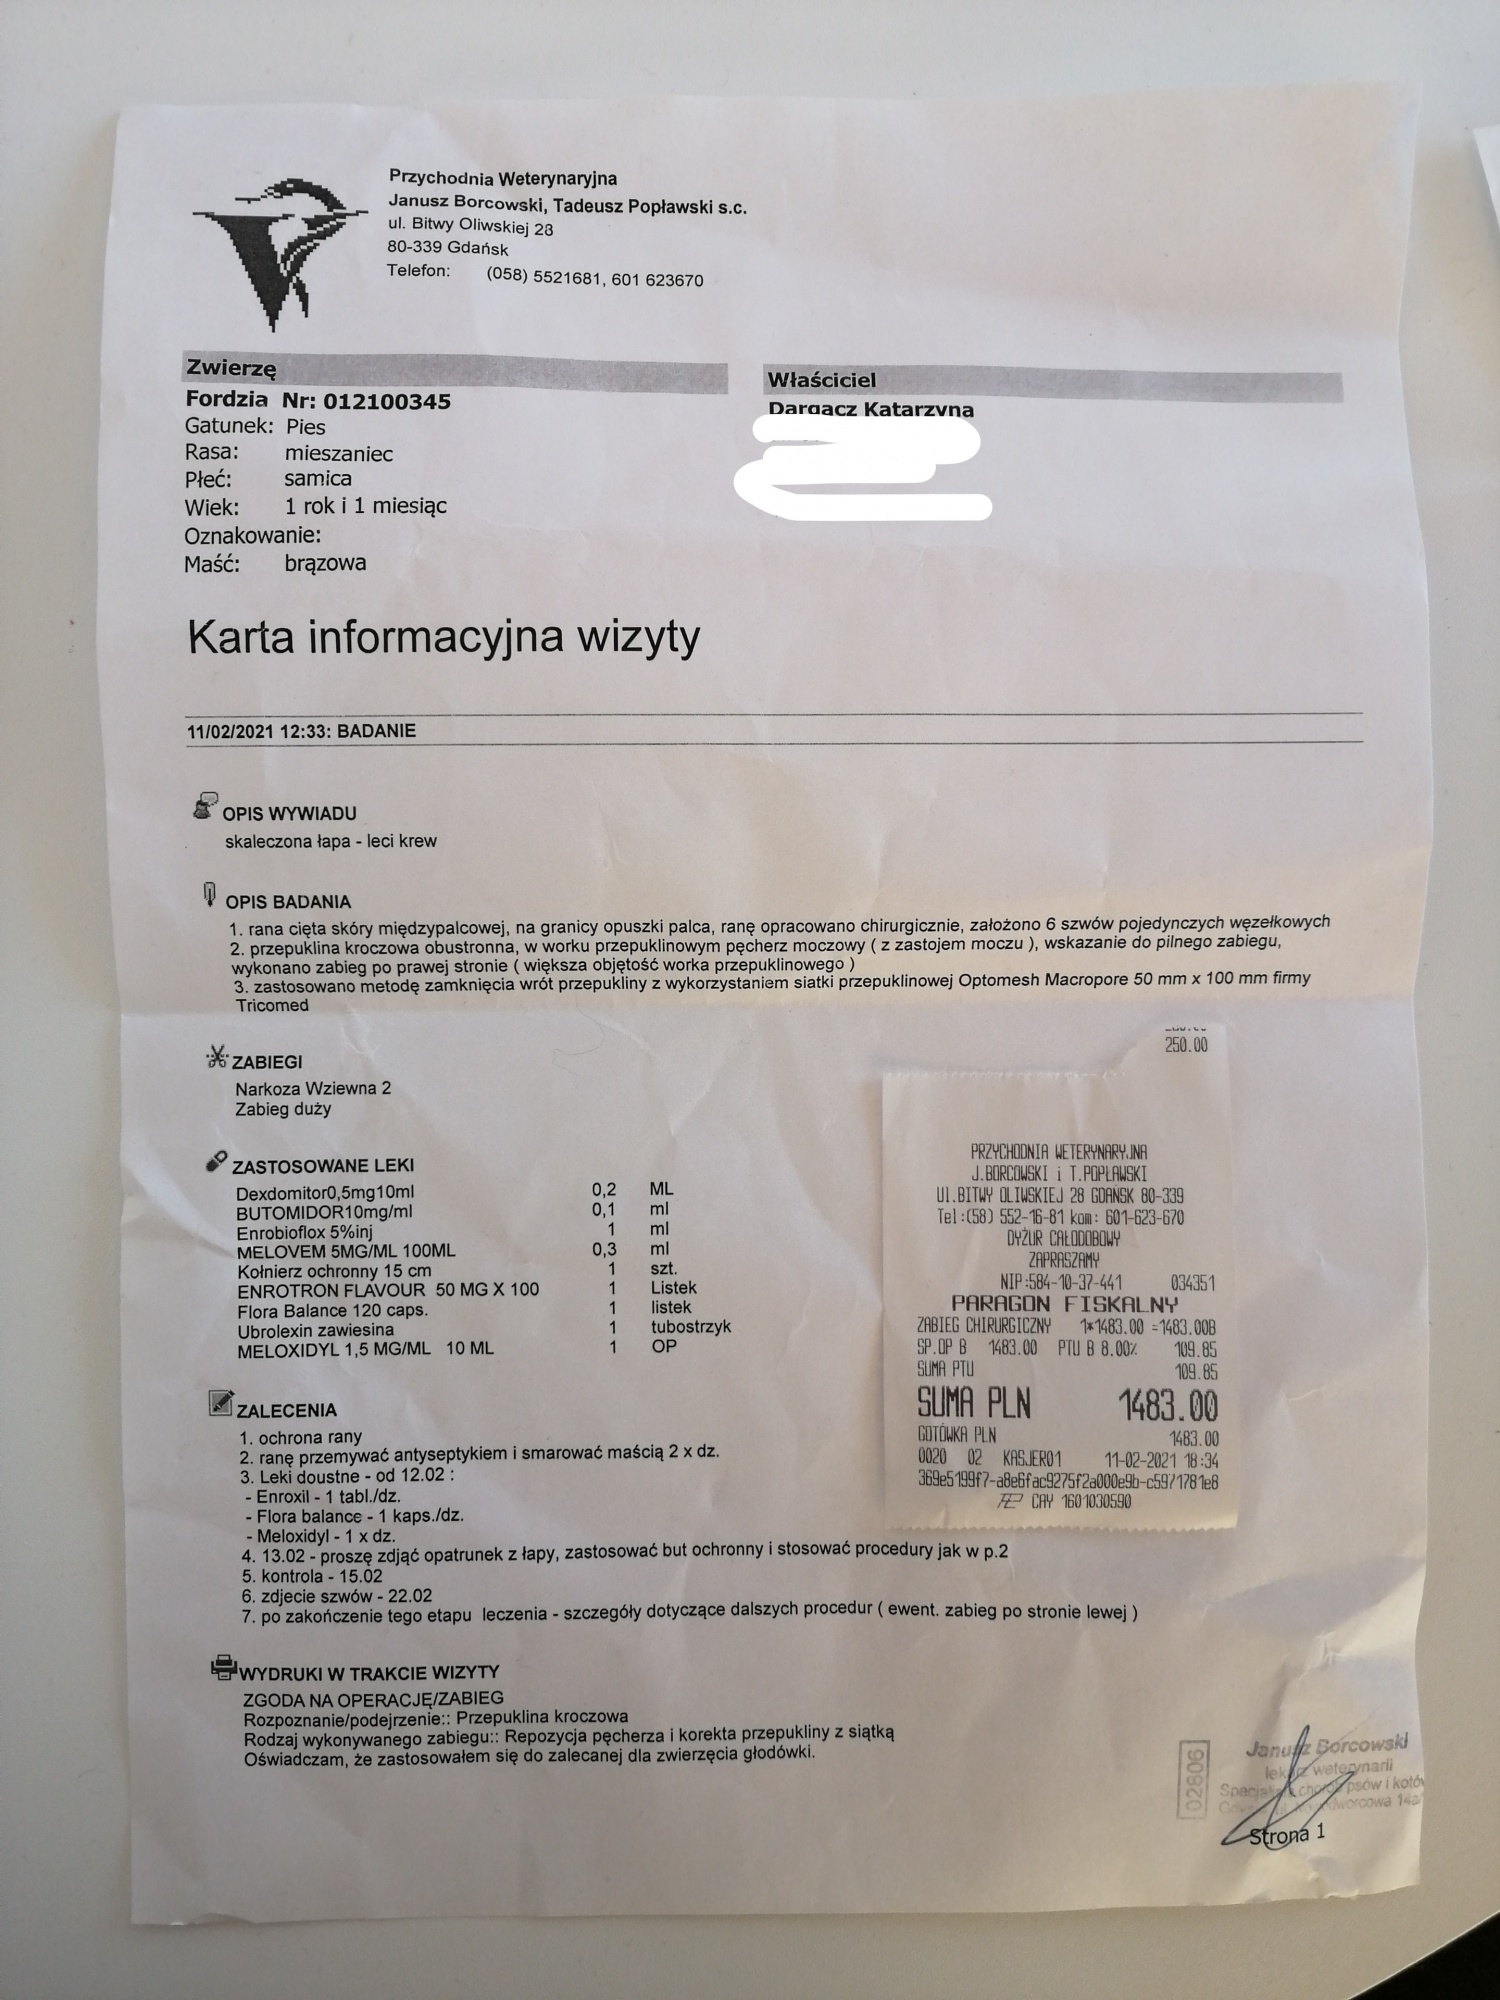 Przychodnia Weterynaryjna
Janusz Borcowski, Tadeusz Popławski s.c.
ul. Bitwy Oliwskiej 28
80-339 Gdańsk
Telefon: (058) 5521681, 601 623670
Zwierzę
Fordzia Nr: 012100345
Gatunek: Pies
Rasa: mieszaniec
Płeć: samica
Wiek: 1 rok i 1 miesiąc
Oznakowanie:
Maść: brązowa
Właściciel
Dargacz Katarzyna
Karta informacyjna wizyty
11/02/2021 12:33: BADANIE
OPIS WYWIADU
skaleczona łapa - leci krew
OPIS BADANIA
1. rana cięta skóry międzypalcowej, na granicy opuszki palca, ranę opracowano chirurgicznie, założono 6 szwów pojedynczych węzełkowych
2. przepuklina kroczowa obustronna, w worku przepuklinowym pęcherz moczowy ( z zastojem moczu ), wskazanie do pilnego zabiegu,
wykonano zabieg po prawej stronie ( większa objętość worka przepuklinowego )
3. zastosowano metodę zamknięcia wrót przepukliny z wykorzystaniem siatki przepuklinowej Optomesh Macropore 50 mm x 100 mm firmy
Tricomed
ZABIEGI
Narkoza Wziewna 2
Zabieg duży
ZASTOSOWANE LEKI
Dexdomitor0,5mg10ml 0,2 ML
BUTOMIDOR10mg/ml 0,1 ml
Enrobioflox 5%inj 1 ml
MELOVEM 5MG/ML 100ML 0,3 ml
Kołnierz ochronny 15 cm 1 szt.
ENROTRON FLAVOUR 50 MG X 100 1 Listek
Flora Balance 120 caps. 1 listek
Ubrolexin zawiesina 1 tubostrzyk
MELOXIDYL 1,5 MG/ML 10 ML 1 OP
ZALECENIA
1. ochrona rany
2. ranę przemywać antyseptykiem i smarować maścią 2 x dz.
3. Leki doustne - od 12.02 :
- Enroxil - 1 tabl./dz.
- Flora balance - 1 kaps./dz.
- Meloxidyl - 1 x dz.
4. 13.02 - proszę zdjąć opatrunek z łapy, zastosować but ochronny i stosować procedury jak w p.2
5. kontrola - 15.02
6. zdjecie szwów - 22.02
7. po zakończenie tego etapu leczenia - szczegóły dotyczące dalszych procedur ( ewent. zabieg po stronie lewej )
WYDRUKI W TRAKCIE WIZYTY
ZGODA NA OPERACJĘ/ZABIEG
Rozpoznanie/podejrzenie:: Przepuklina kroczowa
Rodzaj wykonywanego zabiegu:: Repozycja pęcherza i korekta przepukliny z siątką
Oświadczam, że zastosowałem się do zalecanej dla zwierzęcia głodówki.
250.00
PRZYCHODNIA WETERYNARYJNA
J.BORCOWSKI i T.POPŁAWSKI
Ul.BITWY OLIWSKIEJ 28 GDAŃSK 80-339
Tel:(58) 552-16-81 kom: 601-623-670
DYŻUR CAŁODOBOWY
ZAPRASZAMY
NIP:584-10-37-441 034351
PARAGON FISKALNY
ZABIEG CHIRURGICZNY 1*1483.00 =1483.00B
SP.OP B 1483.00 PTU B 8.00% 109.85
SUMA PTU 109.85
SUMA PLN 1483.00
GOTÓWKA PLN 1483.00
0020 02 KASJER01 11-02-2021 18:34
369e5199f7-a8e6fac9275f2a000e9b-c5971781e8
CAY 1601030590
02806
Janusz Borcowski
lekarz weterynarii
psów i kotów
Strona 1